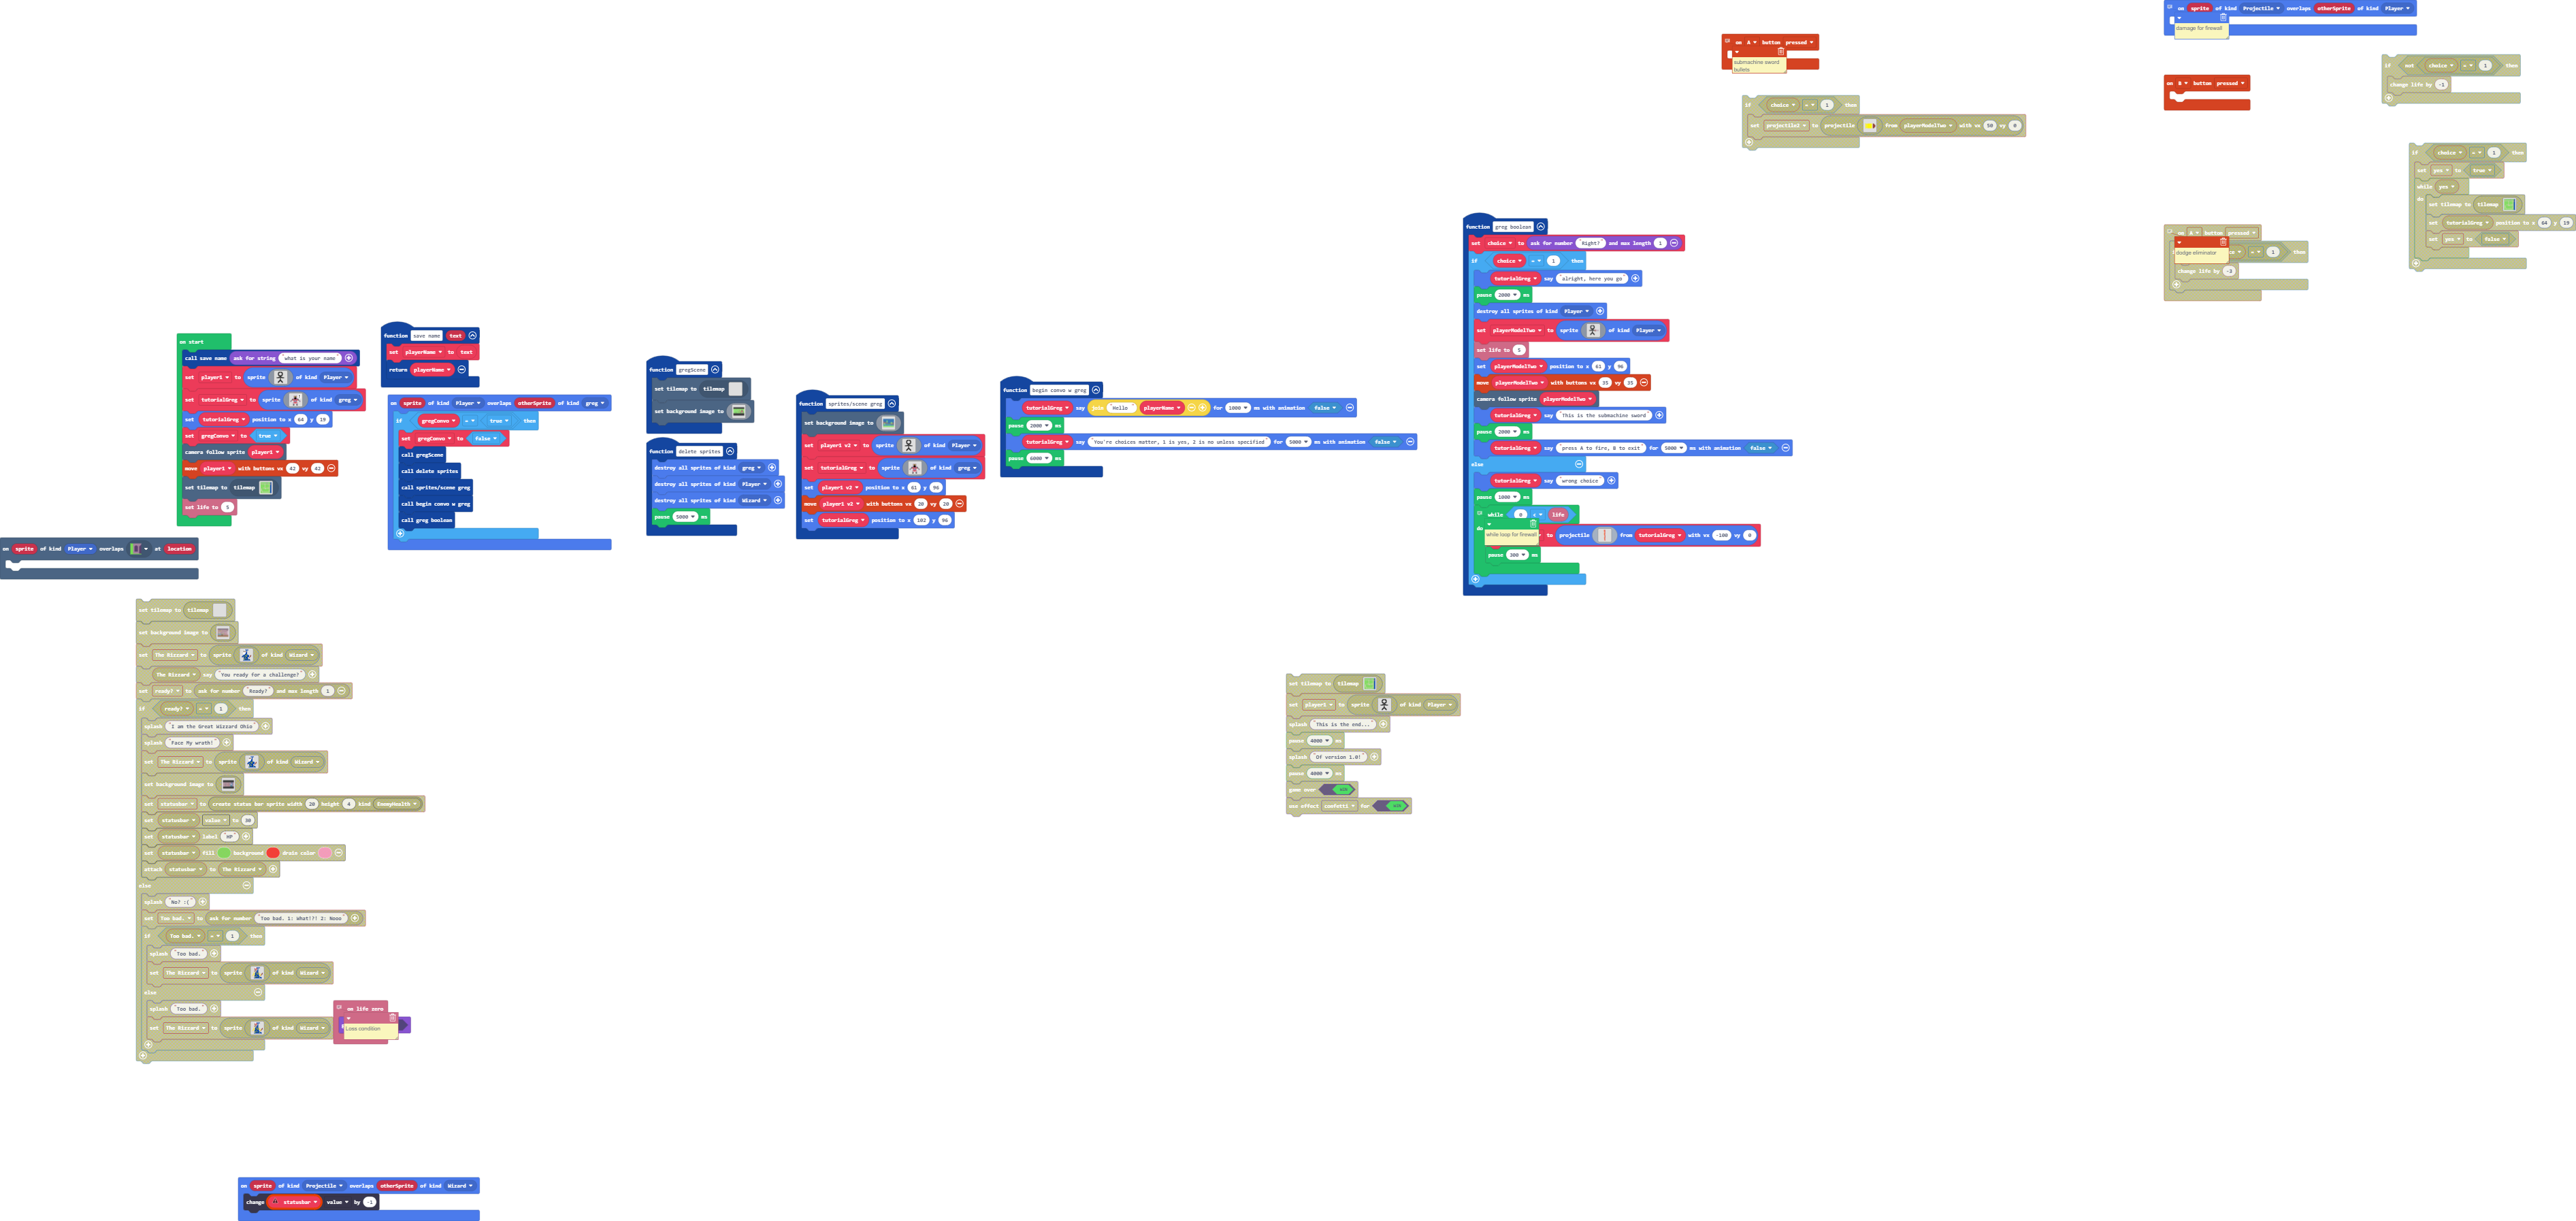 on sprite of kind Projectile overlaps otherSprite of kind Player
damage for firewall
on A button pressed
submachine sword bullets
if choice = 1 then
set projectile2 to projectile from playerModelTwo with vx 50 vy 0
on B button pressed
if not choice = 1 then
change life by -1
if choice = 1 then
set yes to true
while yes
do set tilemap to tilemap
set tutorialGreg position to x 64 y 19
set yes to false
on A button pressed
dodge eliminator
= 1 then
change life by -3
function greg boolean
set choice to ask for number "Right?" and max length 1
if choice = 1 then
tutorialGreg say "alright, here you go"
pause 2000 ms
destroy all sprites of kind Player
set playerModelTwo to sprite of kind Player
set life to 5
set playerModelTwo position to x 61 y 96
move playerModelTwo with buttons vx 35 vy 35
camera follow sprite playerModelTwo
tutorialGreg say "This is the submachine sword"
pause 2000 ms
tutorialGreg say "press A to fire, B to exit" for 5000 ms with animation false
else
tutorialGreg say "wrong choice"
pause 1000 ms
while 0 < life
while loop for firewall
do to projectile from tutorialGreg with vx -100 vy 0
pause 300 ms
on start
call save name ask for string "what is your name"
set player1 to sprite of kind Player
set tutorialGreg to sprite of kind greg
set tutorialGreg position to x 64 y 19
set gregConvo to true
camera follow sprite player1
move player1 with buttons vx 42 vy 42
set tilemap to tilemap
set life to 5
function save name text
set playerName to text
return playerName
on sprite of kind Player overlaps otherSprite of kind greg
if gregConvo = true then
set gregConvo to false
call gregScene
call delete sprites
call sprites/scene greg
call begin convo w greg
call greg boolean
function gregScene
set tilemap to tilemap
set background image to
function delete sprites
destroy all sprites of kind greg
destroy all sprites of kind Player
destroy all sprites of kind Wizard
pause 5000 ms
function sprites/scene greg
set background image to
set player1 v2 to sprite of kind Player
set tutorialGreg to sprite of kind greg
set player1 v2 position to x 61 y 96
move player1 v2 with buttons vx 20 vy 20
set tutorialGreg position to x 102 y 96
function begin convo w greg
tutorialGreg say join "Hello " playerName for 1000 ms with animation false
pause 2000 ms
tutorialGreg say "You're choices matter, 1 is yes, 2 is no unless specified" for 5000 ms with animation false
pause 6000 ms
on sprite of kind Player overlaps at location
set tilemap to tilemap
set background image to
set The Rizzard to sprite of kind Wizard
The Rizzard say "You ready for a challenge?"
set ready? to ask for number "Ready?" and max length 1
if ready? = 1 then
splash "I am the Great Wizzard Ohio"
splash "Face My wrath!"
set The Rizzard to sprite of kind Wizard
set background image to
set statusbar to create status bar sprite width 20 height 4 kind EnemyHealth
set statusbar value to 30
set statusbar label "HP"
set statusbar fill background drain color
attach statusbar to The Rizzard
else
splash "No? :("
set Too bad. to ask for number "Too bad. 1: What!?! 2: Nooo"
if Too bad. = 1 then
splash "Too bad."
set The Rizzard to sprite of kind Wizard
else
splash "Too bad."
set The Rizzard to sprite of kind Wizard
on life zero
Loss condition
set tilemap to tilemap
set player1 to sprite of kind Player
splash "This is the end..."
pause 4000 ms
splash "Of version 1.0!"
pause 4000 ms
game over WIN
use effect confetti for WIN
on sprite of kind Projectile overlaps otherSprite of kind Wizard
change statusbar value by -1